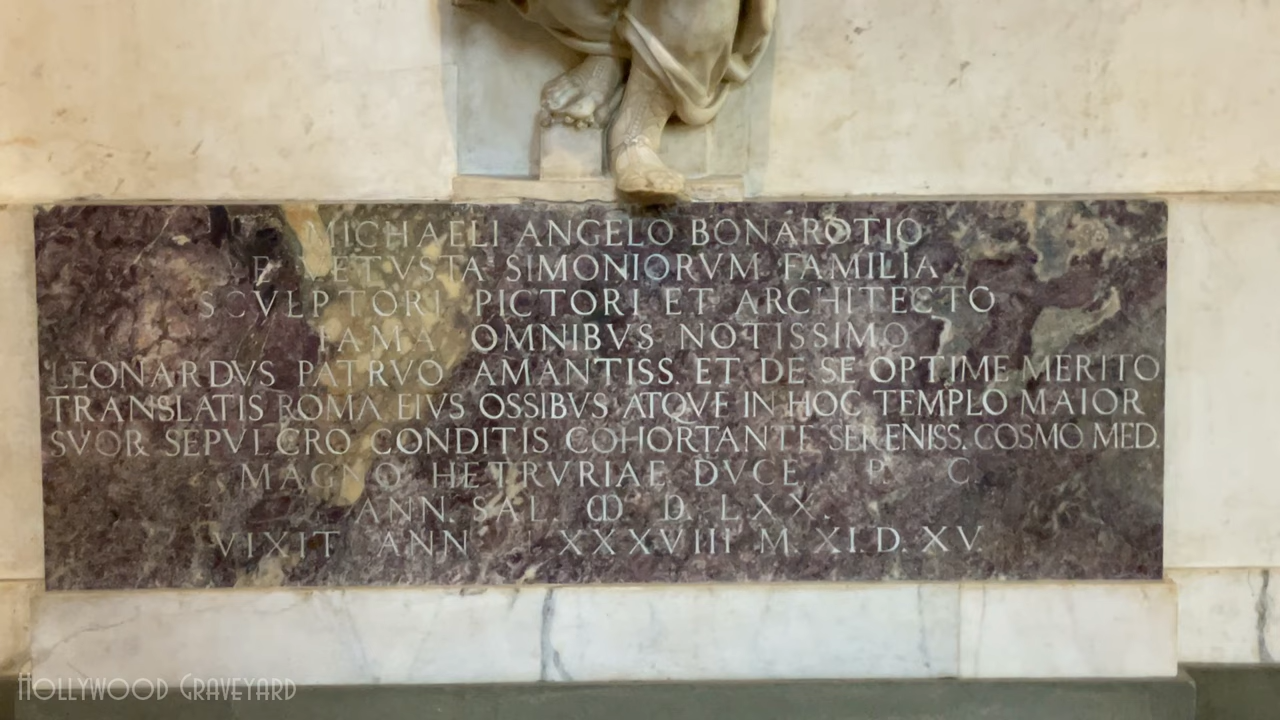 MICHAELI ANGELO BONAROTIO
E VETVSTA SIMONIORVM FAMILIA
SCVLPTORI PICTORI ET ARCHITECTO
FAMA OMNIBVS NOTISSIMO
LEONARDVS PATRVO AMANTISS. ET DE SE OPTIME MERITO
TRANSLATIS ROMA EIVS OSSIBVS ATQVE IN HOC TEMPLO MAIOR
SVOR SEPVLCRO CONDITIS COHORTANTE SERENISS. COSMO MED.
MAGNO HETRVRIAE DVCE P. C.
ANN. SAL. CIↃ D. LXX.
VIXIT ANN. LXXXVIII M. XI. D. XV.
HOLLYWOOD GRAVEYARD